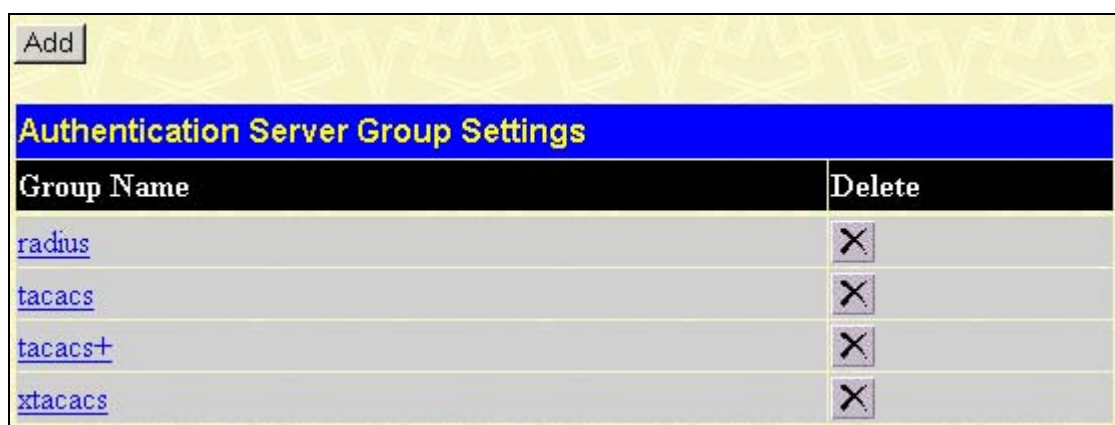 Add
Authentication Server Group Settings
Group Name Delete
radius
tacacs
tacacs+
xtacacs